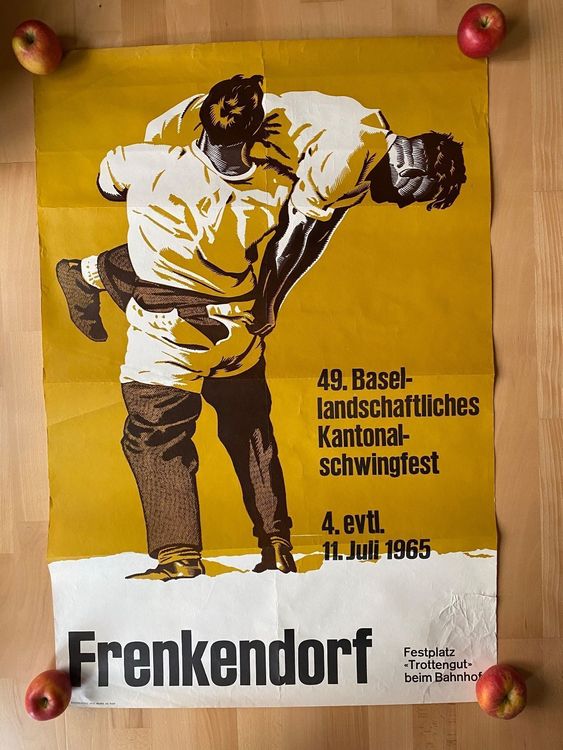 49. Basel-
landschaftliches
Kantonal-
schwingfest
4. evtl.
11. Juli 1965
Frenkendorf
Festplatz
«Trottengut»
beim Bahnhof